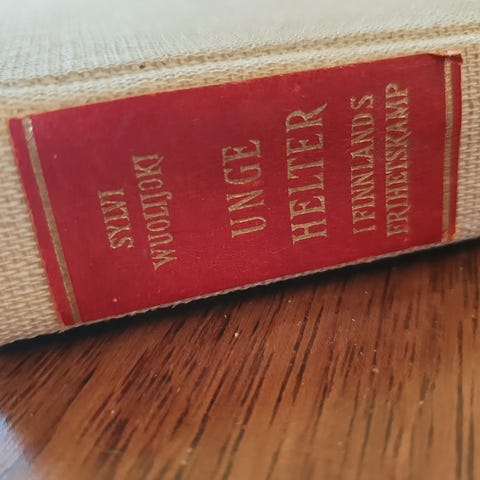 SYLVI
WUOLIJOKI
UNGE
HELTER
I FINNLANDS
FRIHETSKAMP